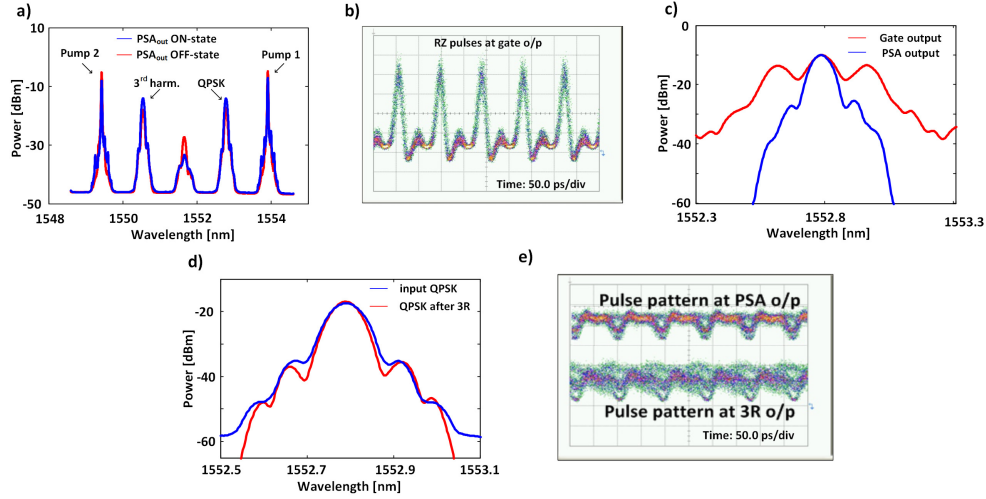 a)
10
-10
-30
-50
Power [dBm]
PSAout ON-state
PSAout OFF-state
Pump 2
3rd harm.
QPSK
Pump 1
1548
1550
1552
1554
Wavelength [nm]
b)
RZ pulses at gate o/p
Time: 50.0 ps/div
c)
0
-20
-40
-60
Power [dBm]
Gate output
PSA output
1552.3
1552.8
1553.3
Wavelength [nm]
d)
-20
-40
-60
Power [dBm]
input QPSK
QPSK after 3R
1552.5
1552.7
1552.9
1553.1
Wavelength [nm]
e)
Pulse pattern at PSA o/p
Pulse pattern at 3R o/p
Time: 50.0 ps/div